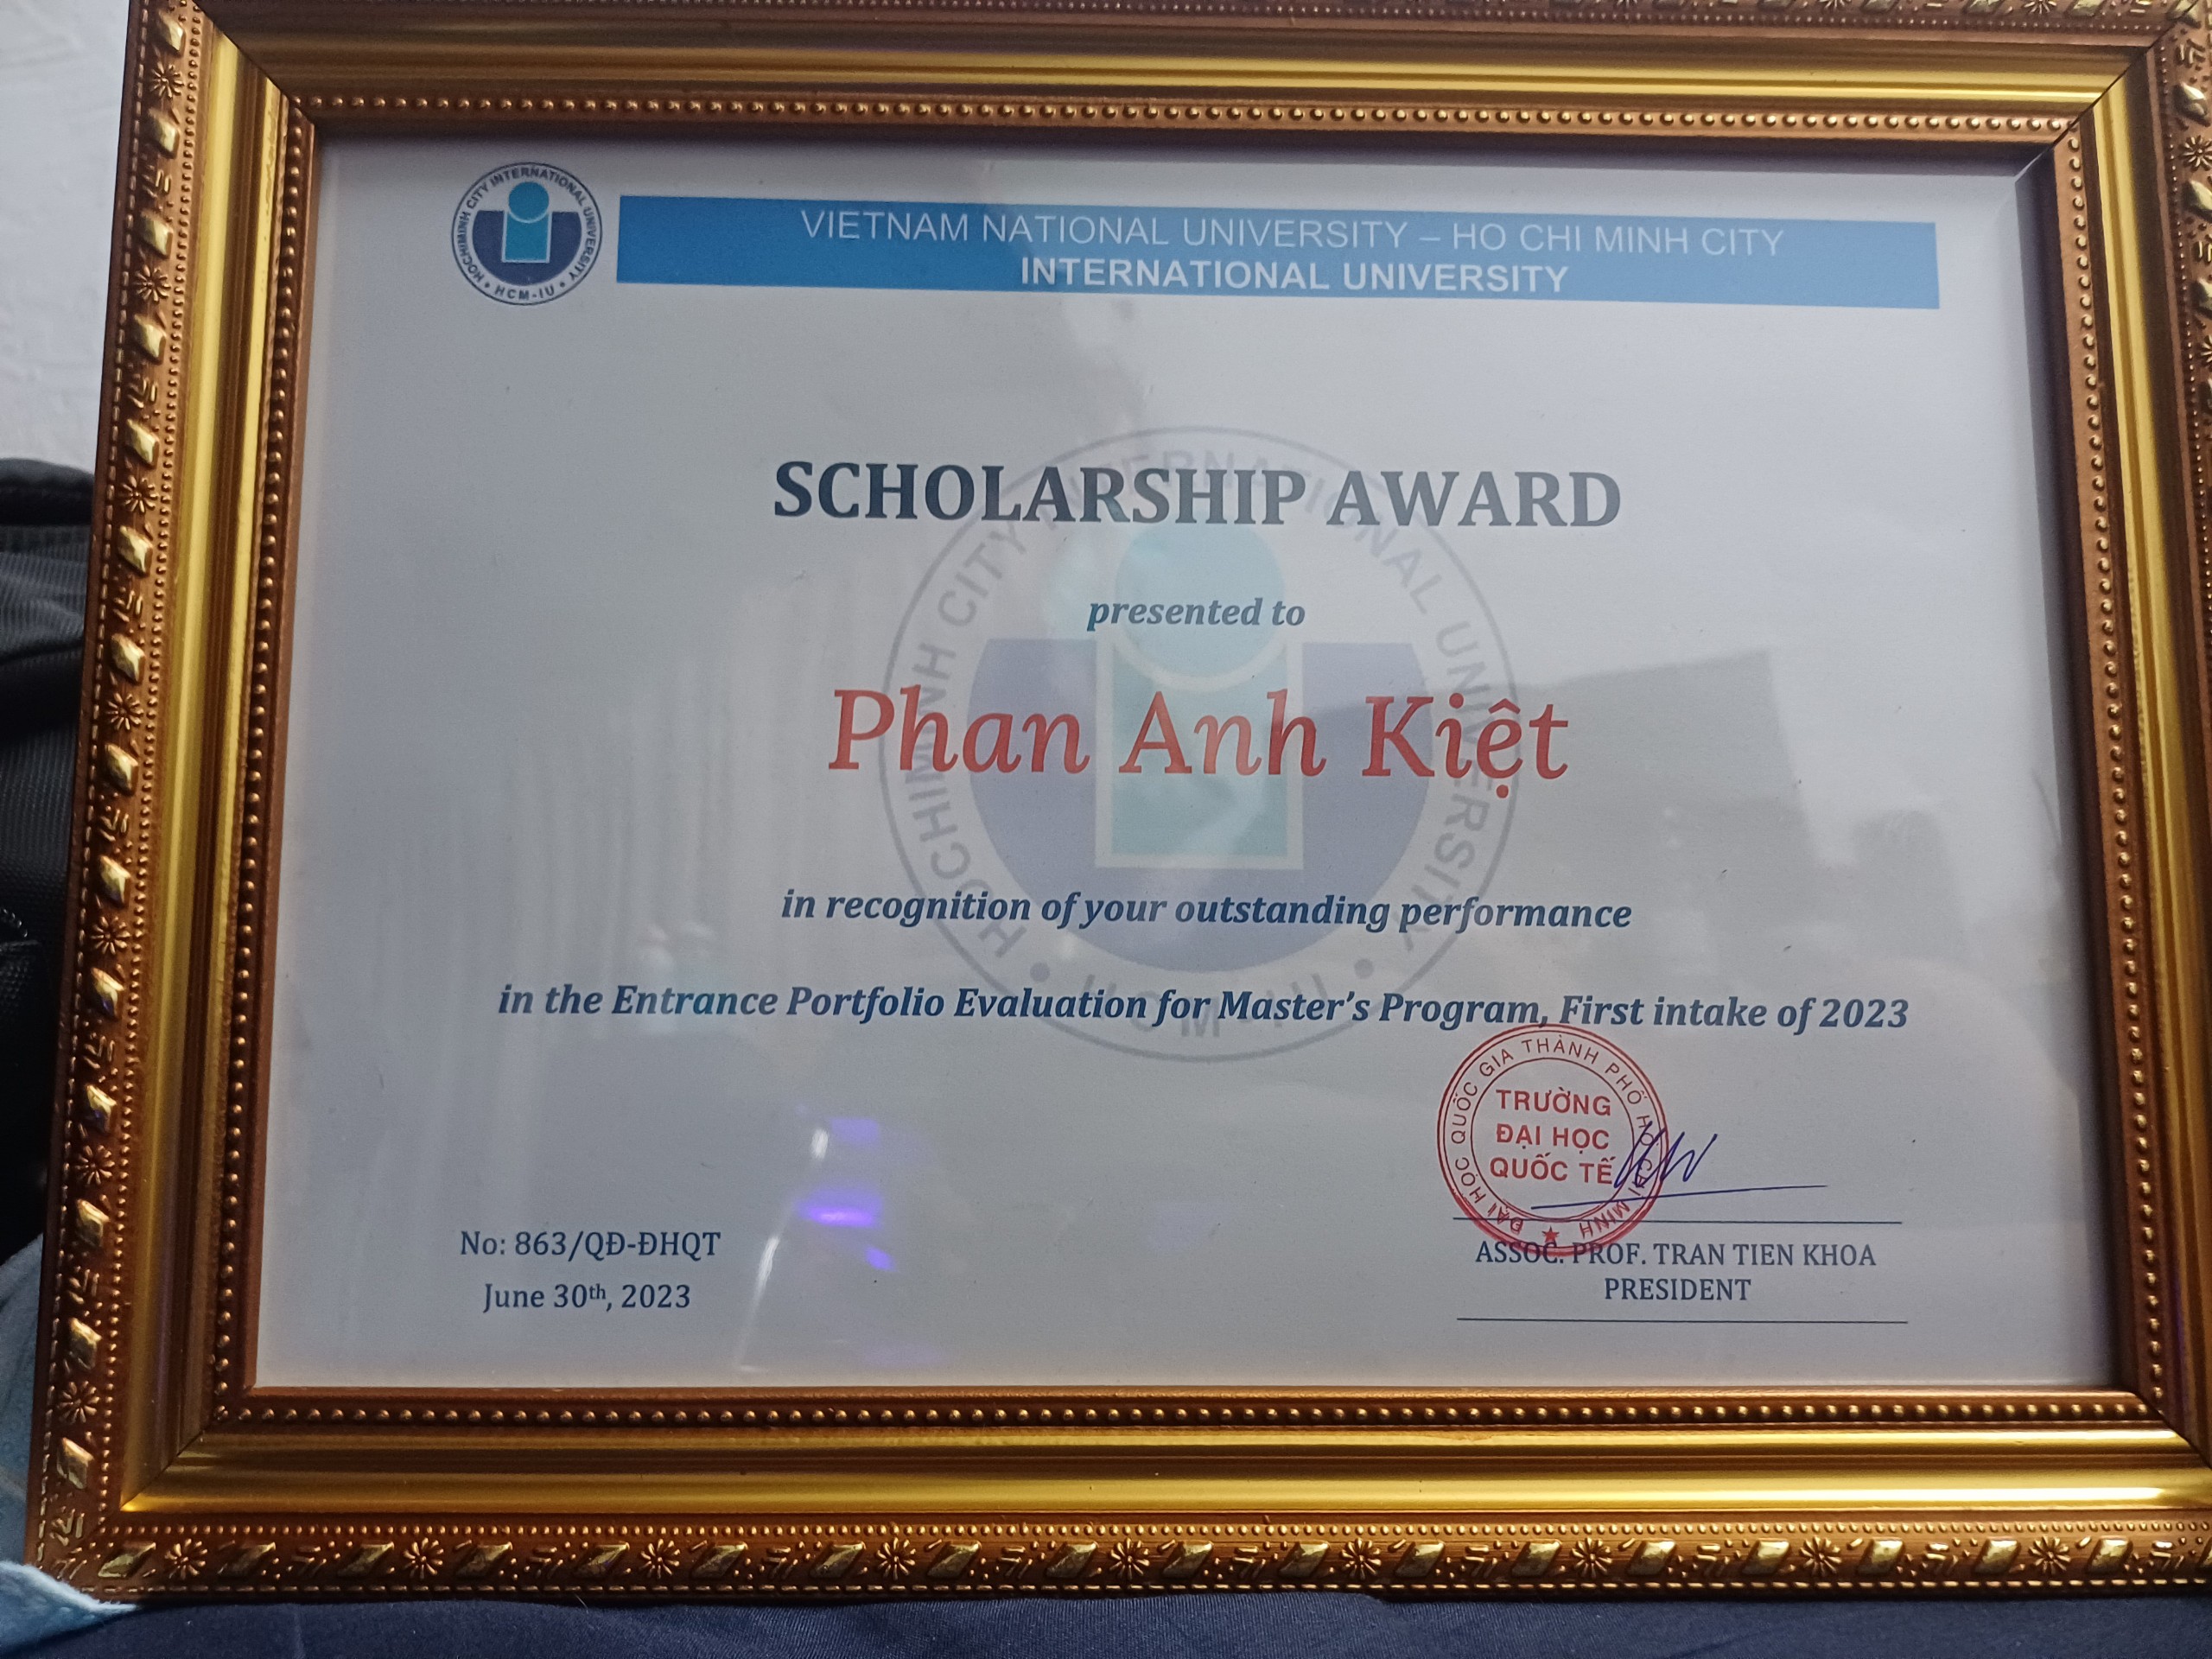 HOCHIMINH CITY INTERNATIONAL UNIVERSITY
• HCM-IU •
VIETNAM NATIONAL UNIVERSITY – HO CHI MINH CITY
INTERNATIONAL UNIVERSITY
HOCHIMINH CITY INTERNATIONAL UNIVERSITY
• HCM-IU •
SCHOLARSHIP AWARD
presented to
Phan Anh Kiệt
in recognition of your outstanding performance
in the Entrance Portfolio Evaluation for Master’s Program, First intake of 2023
ĐẠI HỌC QUỐC GIA THÀNH PHỐ HỒ CHÍ MINH
TRƯỜNG
ĐẠI HỌC
QUỐC TẾ
No: 863/QĐ-ĐHQT
June 30th, 2023
ASSOC. PROF. TRAN TIEN KHOA
PRESIDENT